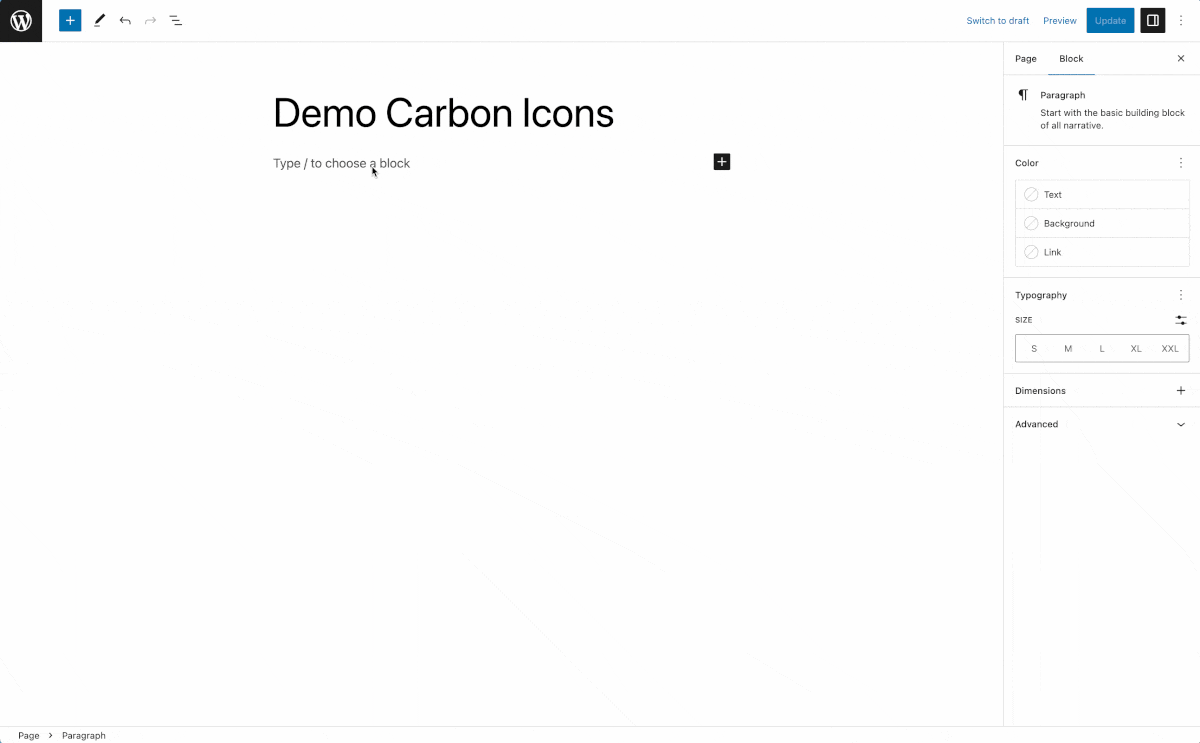 Switch to draft Preview Update
Page Block
Demo Carbon Icons
Type / to choose a block
Paragraph
Start with the basic building block
of all narrative.
Color
Text
Background
Link
Typography
SIZE
S M L XL XXL
Dimensions
Advanced
Page > Paragraph